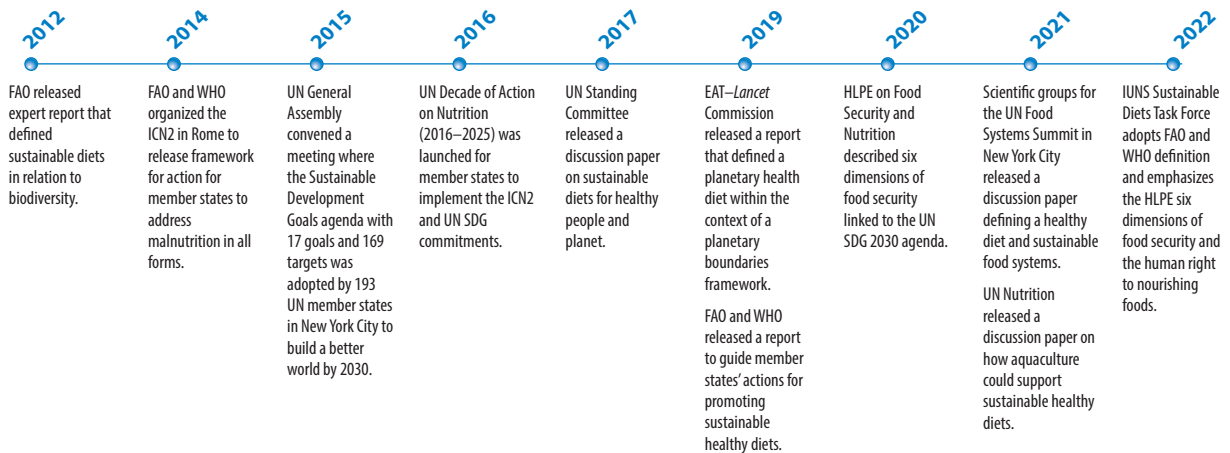 2012
FAO released
expert report that
defined
sustainable diets
in relation to
biodiversity.
2014
FAO and WHO
organized the
ICN2 in Rome to
release framework
for action for
member states to
address
malnutrition in all
forms.
2015
UN General
Assembly
convened a
meeting where
the Sustainable
Development
Goals agenda with
17 goals and 169
targets was
adopted by 193
UN member states
in New York City to
build a better
world by 2030.
2016
UN Decade of Action
on Nutrition
(2016–2025) was
launched for
member states to
implement the ICN2
and UN SDG
commitments.
2017
UN Standing
Committee
released a
discussion paper
on sustainable
diets for healthy
people and
planet.
2019
EAT–Lancet
Commission
released a report
that defined a
planetary health
diet within the
context of a
planetary
boundaries
framework.
FAO and WHO
released a report
to guide member
states’ actions for
promoting
sustainable
healthy diets.
2020
HLPE on Food
Security and
Nutrition
described six
dimensions of
food security
linked to the UN
SDG 2030 agenda.
2021
Scientific groups for
the UN Food
Systems Summit in
New York City
released a
discussion paper
defining a healthy
diet and sustainable
food systems.
UN Nutrition
released a
discussion paper on
how aquaculture
could support
sustainable healthy
diets.
2022
IUNS Sustainable
Diets Task Force
adopts FAO and
WHO definition
and emphasizes
the HLPE six
dimensions of
food security and
the human right
to nourishing
foods.